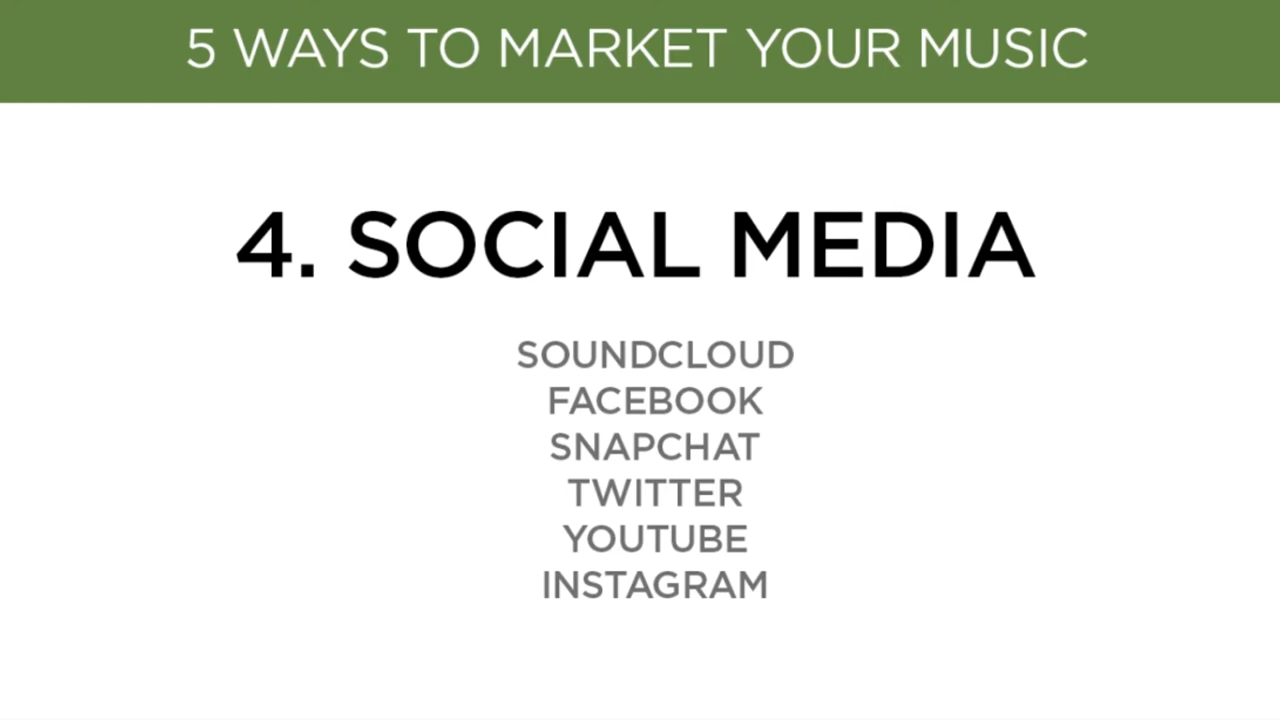 5 WAYS TO MARKET YOUR MUSIC
4. SOCIAL MEDIA
SOUNDCLOUD
FACEBOOK
SNAPCHAT
TWITTER
YOUTUBE
INSTAGRAM